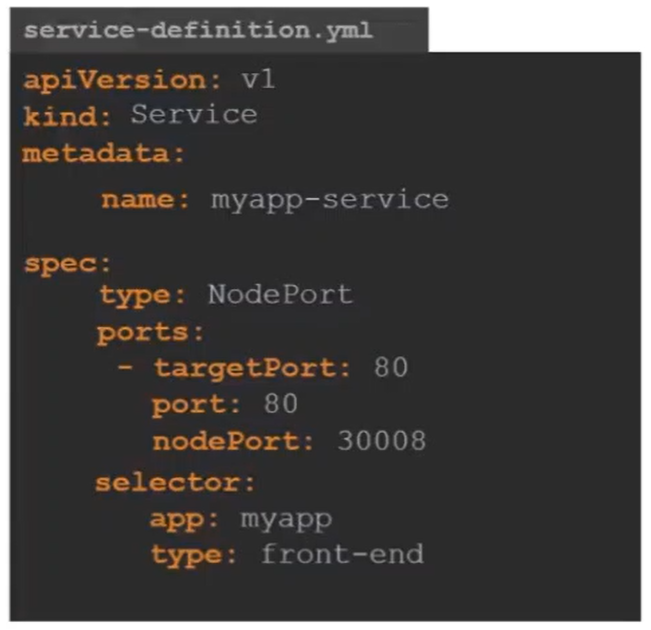 service-definition.yml
apiVersion: v1
kind: Service
metadata:
name: myapp-service
spec:
type: NodePort
ports:
- targetPort: 80
port: 80
nodePort: 30008
selector:
app: myapp
type: front-end